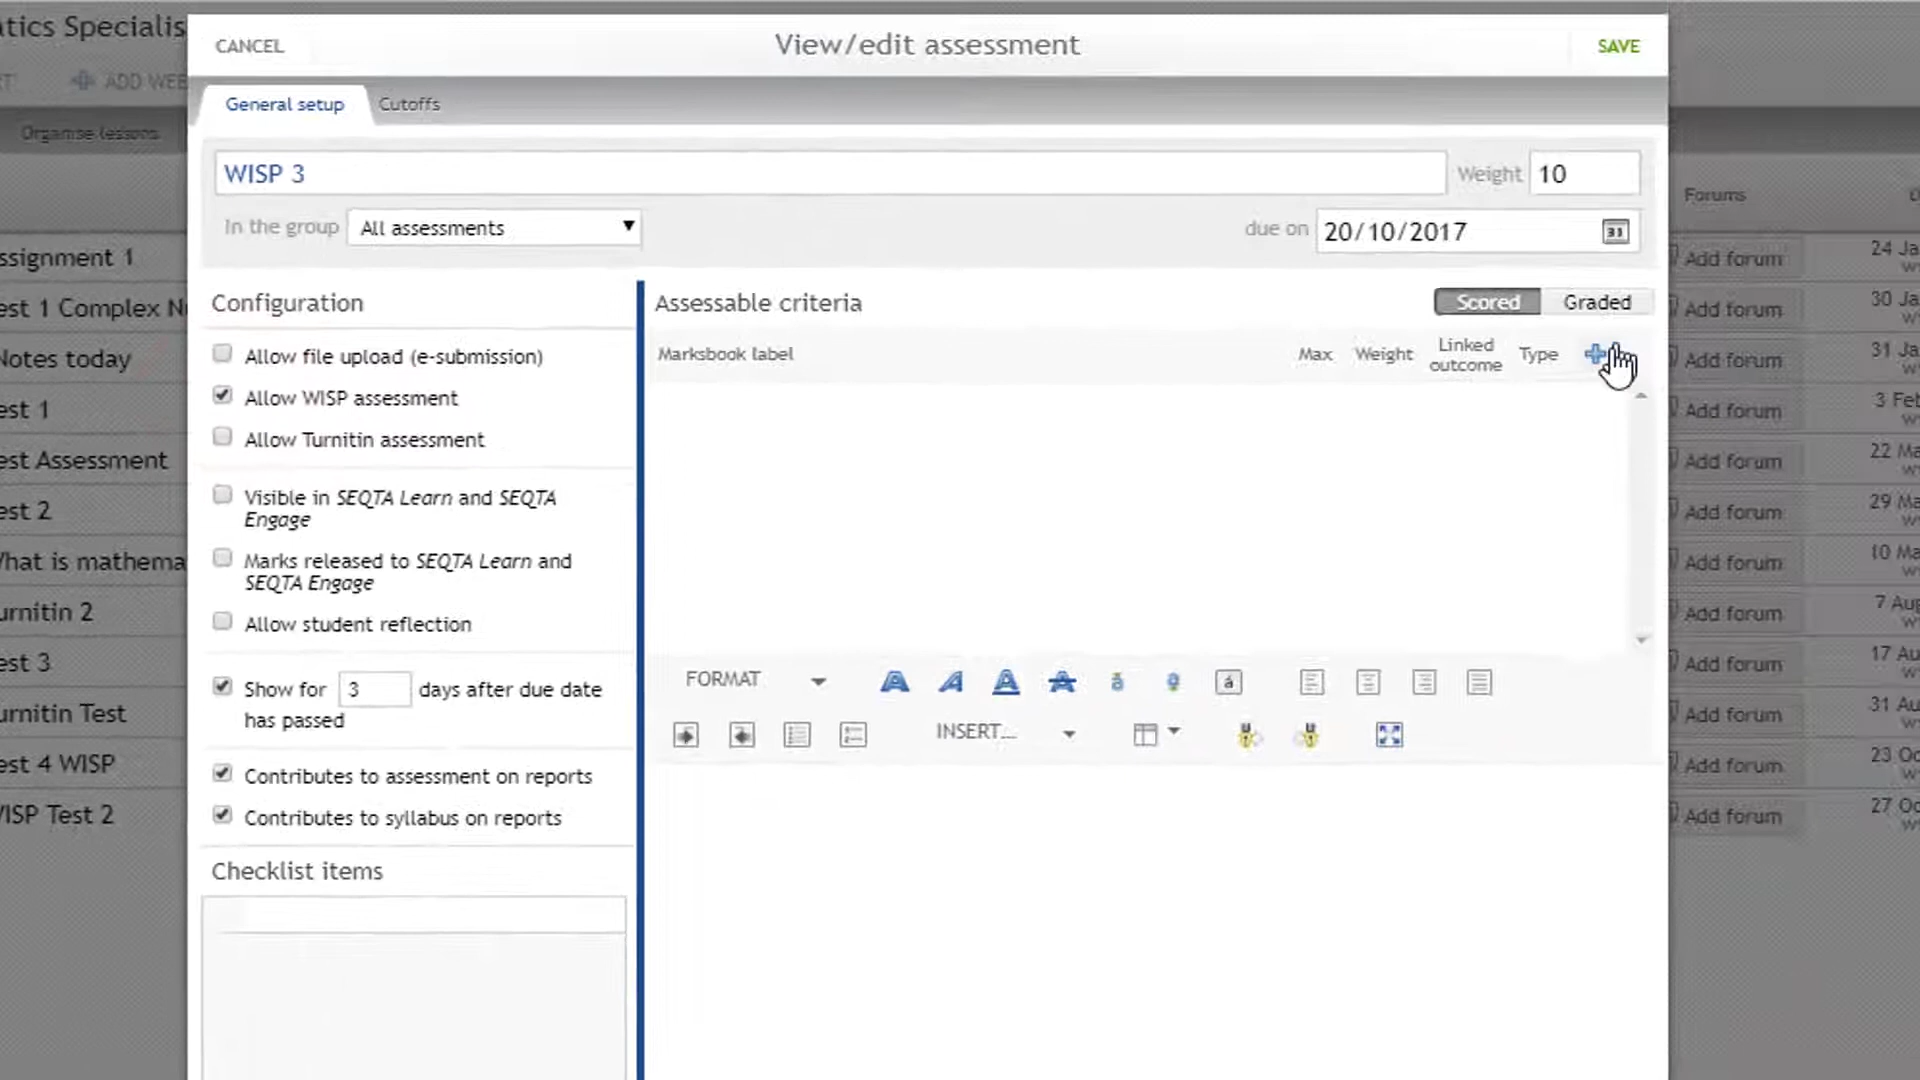 tics Specialis
CANCEL
View/edit assessment
SAVE
ADD WEE
General setup
Cutoffs
Organise lessons
WISP 3
Weight 10
Forums
In the group All assessments
due on 20/10/2017
31
ssignment 1
Add forum
24 Ja
Configuration
Assessable criteria
Scored
Graded
est 1 Complex N
Add forum
30 Ja
Allow file upload (e-submission)
Marksbook label
Max
Weight
Linked outcome
Type
Notes today
Add forum
31 Ja
Allow WISP assessment
est 1
Add forum
3 Feb
Allow Turnitin assessment
est Assessment
Add forum
22 Ma
Visible in SEQTA Learn and SEQTA
Engage
est 2
Add forum
29 Ma
Marks released to SEQTA Learn and
SEQTA Engage
hat is mathema
Add forum
10 Ma
Allow student reflection
urnitin 2
Add forum
7 Aug
est 3
Add forum
17 Au
Show for 3 days after due date
has passed
FORMAT
urnitin Test
Add forum
31 Au
INSERT...
Contributes to assessment on reports
est 4 WISP
Add forum
23 Oc
Contributes to syllabus on reports
ISP Test 2
Add forum
27 Oc
Checklist items